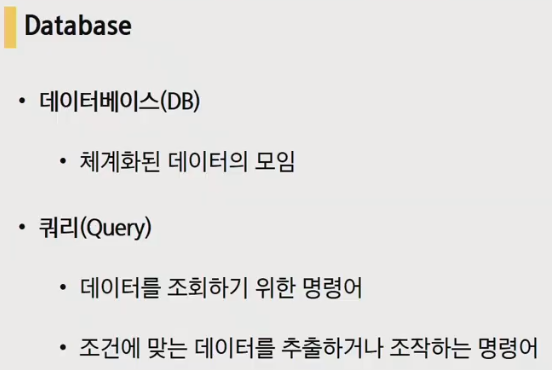 Database
• 데이터베이스(DB)
• 체계화된 데이터의 모임
• 쿼리(Query)
• 데이터를 조회하기 위한 명령어
• 조건에 맞는 데이터를 추출하거나 조작하는 명령어